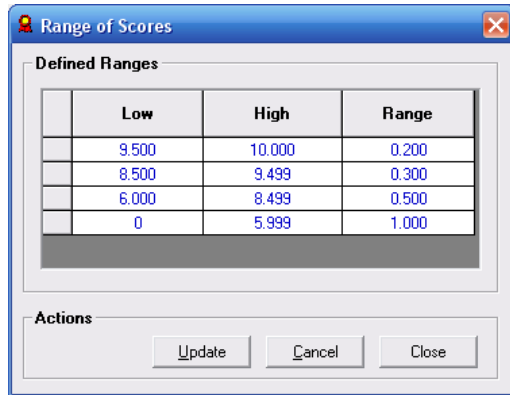 Range of Scores
Defined Ranges
Low High Range
9.500 10.000 0.200
8.500 9.499 0.300
6.000 8.499 0.500
0 5.999 1.000
Actions
Update Cancel Close